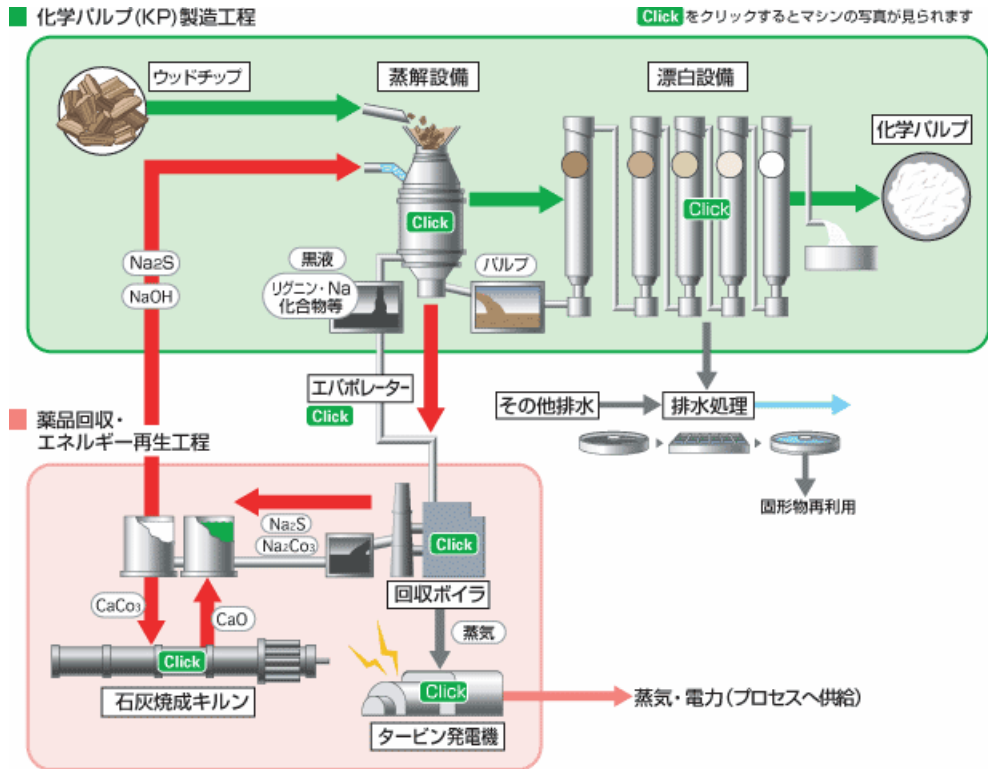 化学パルプ(KP)製造工程
Clickをクリックするとマシンの写真が見られます
ウッドチップ
蒸解設備
漂白設備
化学パルプ
Click
Click
Na2S
NaOH
黒液
リグニン・Na
化合物等
パルプ
エバポレーター
Click
その他排水
排水処理
固形物再利用
薬品回収・
エネルギー再生工程
Na2S
Na2Co3
Click
回収ボイラ
CaCo3
CaO
蒸気
Click
石灰焼成キルン
Click
タービン発電機
蒸気・電力(プロセスへ供給)